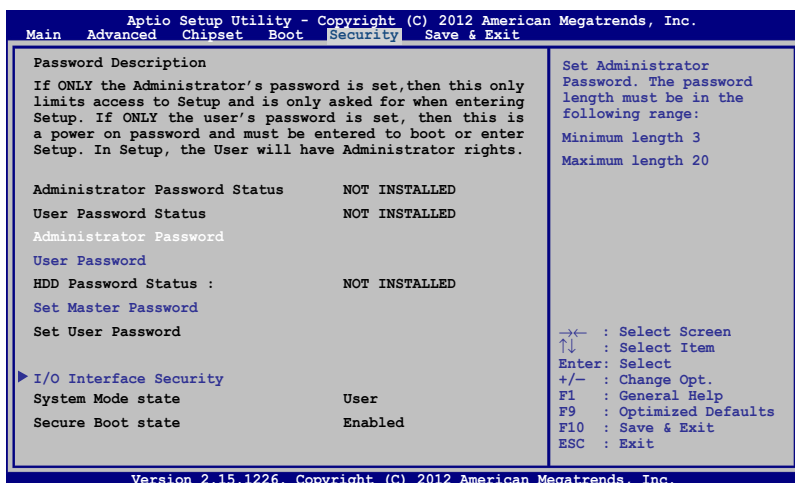 Aptio Setup Utility - Copyright (C) 2012 American Megatrends, Inc.
Main Advanced Chipset Boot Security Save & Exit
Password Description
If ONLY the Administrator's password is set,then this only
limits access to Setup and is only asked for when entering
Setup. If ONLY the user's password is set, then this is
a power on password and must be entered to boot or enter
Setup. In Setup, the User will have Administrator rights.
Administrator Password Status NOT INSTALLED
User Password Status NOT INSTALLED
Administrator Password
User Password
HDD Password Status : NOT INSTALLED
Set Master Password
Set User Password
I/O Interface Security
System Mode state User
Secure Boot state Enabled
Set Administrator
Password. The password
length must be in the
following range:
Minimum length 3
Maximum length 20
→← : Select Screen
↑↓ : Select Item
Enter: Select
+/— : Change Opt.
F1 : General Help
F9 : Optimized Defaults
F10 : Save & Exit
ESC : Exit
Version 2.15.1226. Copyright (C) 2012 American Megatrends, Inc.